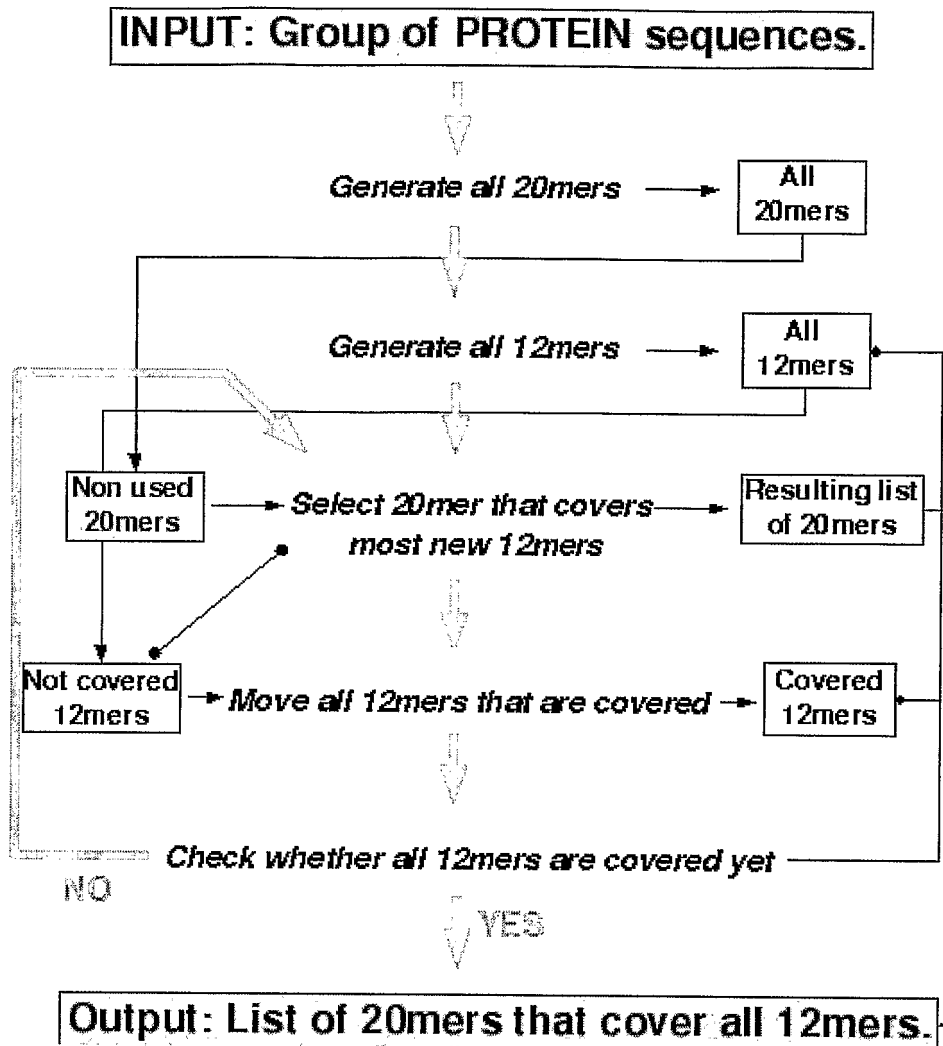 INPUT: Group of PROTEIN sequences.
Generate all 20mers
All
20mers
Generate all 12mers
All
12mers
Non used
20mers
Select 20mer that covers
most new 12mers
Resulting list
of 20mers
Not covered
12mers
Move all 12mers that are covered
Covered
12mers
Check whether all 12mers are covered yet
NO
YES
Output: List of 20mers that cover all 12mers.